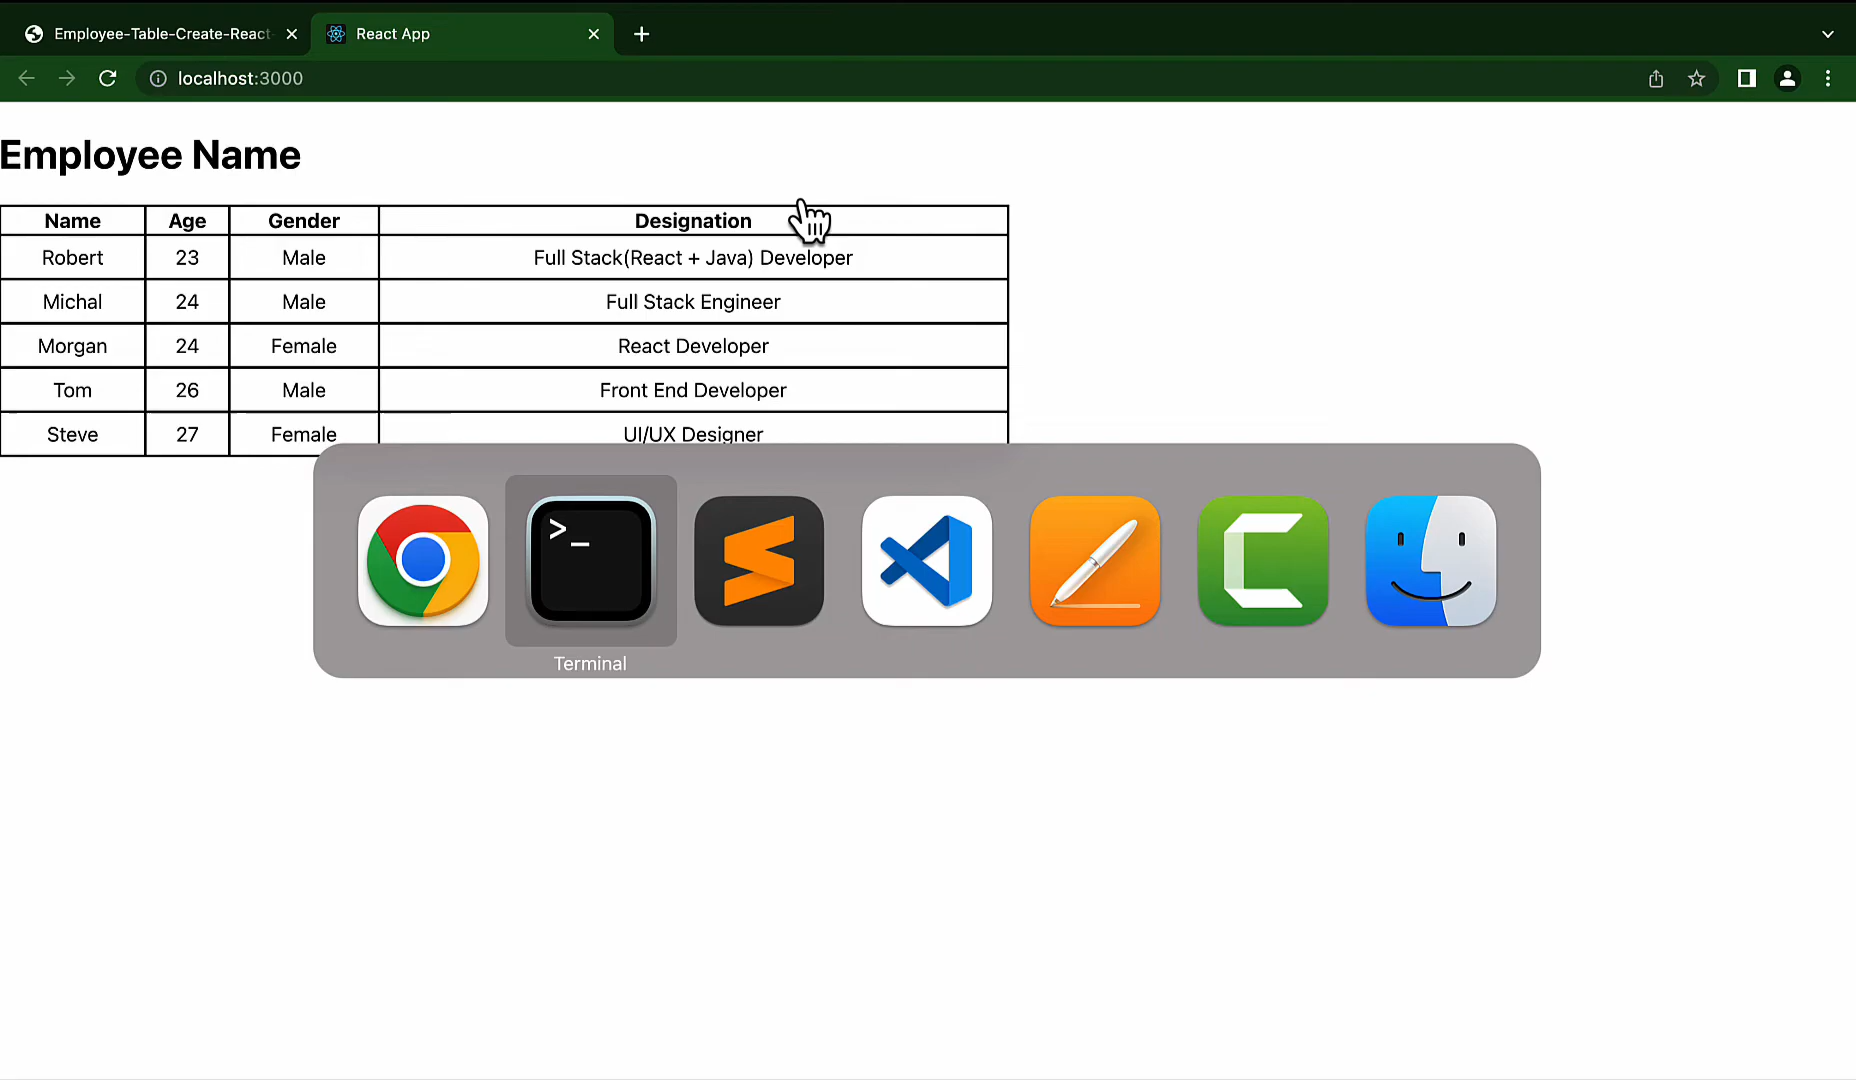 Employee-Table-Create-React-
React App
localhost:3000
Employee Name
Name Age Gender Designation
Robert 23 Male Full Stack(React + Java) Developer
Michal 24 Male Full Stack Engineer
Morgan 24 Female React Developer
Tom 26 Male Front End Developer
Steve 27 Female UI/UX Designer
>_
Terminal